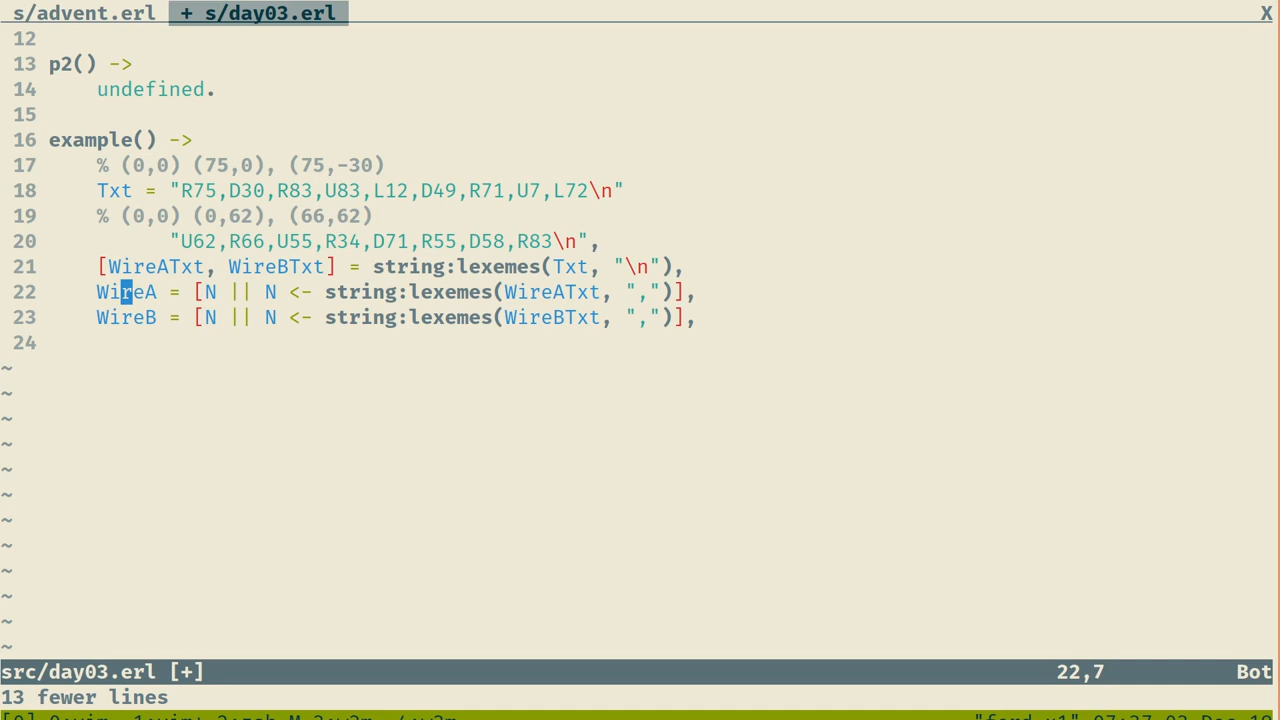 s/advent.erl + s/day03.erl X
12
13 p2() ->
14 undefined.
15
16 example() ->
17 % (0,0) (75,0), (75,-30)
18 Txt = "R75,D30,R83,U83,L12,D49,R71,U7,L72\n"
19 % (0,0) (0,62), (66,62)
20 "U62,R66,U55,R34,D71,R55,D58,R83\n",
21 [WireATxt, WireBTxt] = string:lexemes(Txt, "\n"),
22 WireA = [N || N <- string:lexemes(WireATxt, ",")],
23 WireB = [N || N <- string:lexemes(WireBTxt, ",")],
24
~
~
~
~
~
~
~
~
~
~
~
~
src/day03.erl [+] 22,7 Bot
13 fewer lines